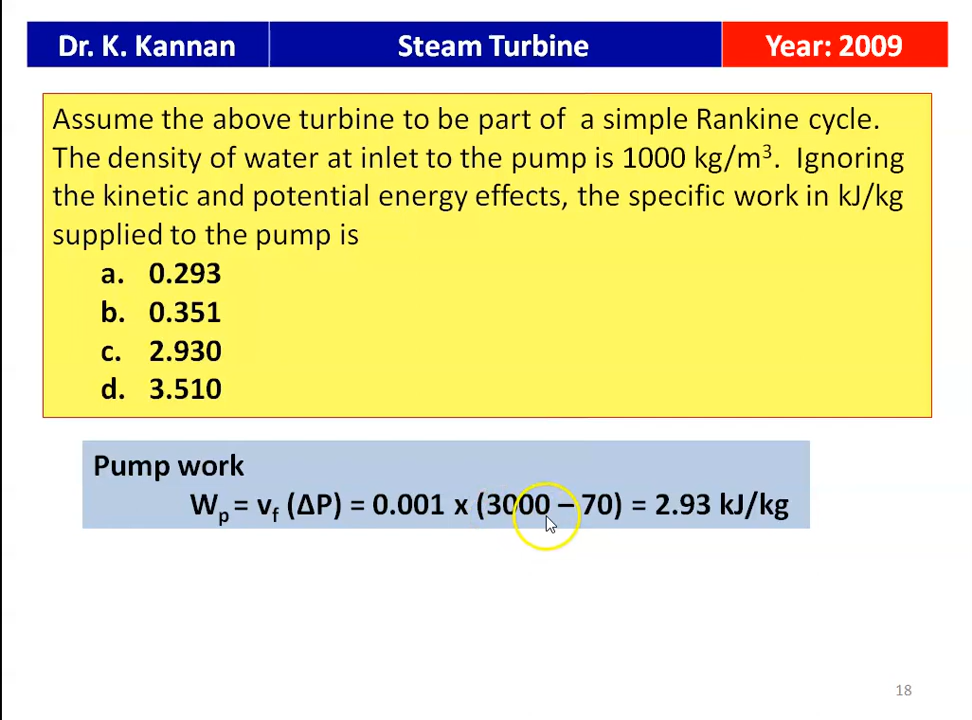 Dr. K. Kannan
Steam Turbine
Year: 2009
Assume the above turbine to be part of a simple Rankine cycle.
The density of water at inlet to the pump is 1000 kg/m³. Ignoring
the kinetic and potential energy effects, the specific work in kJ/kg
supplied to the pump is
a. 0.293
b. 0.351
c. 2.930
d. 3.510
Pump work
Wp = vf (ΔP) = 0.001 x (3000 – 70) = 2.93 kJ/kg
18